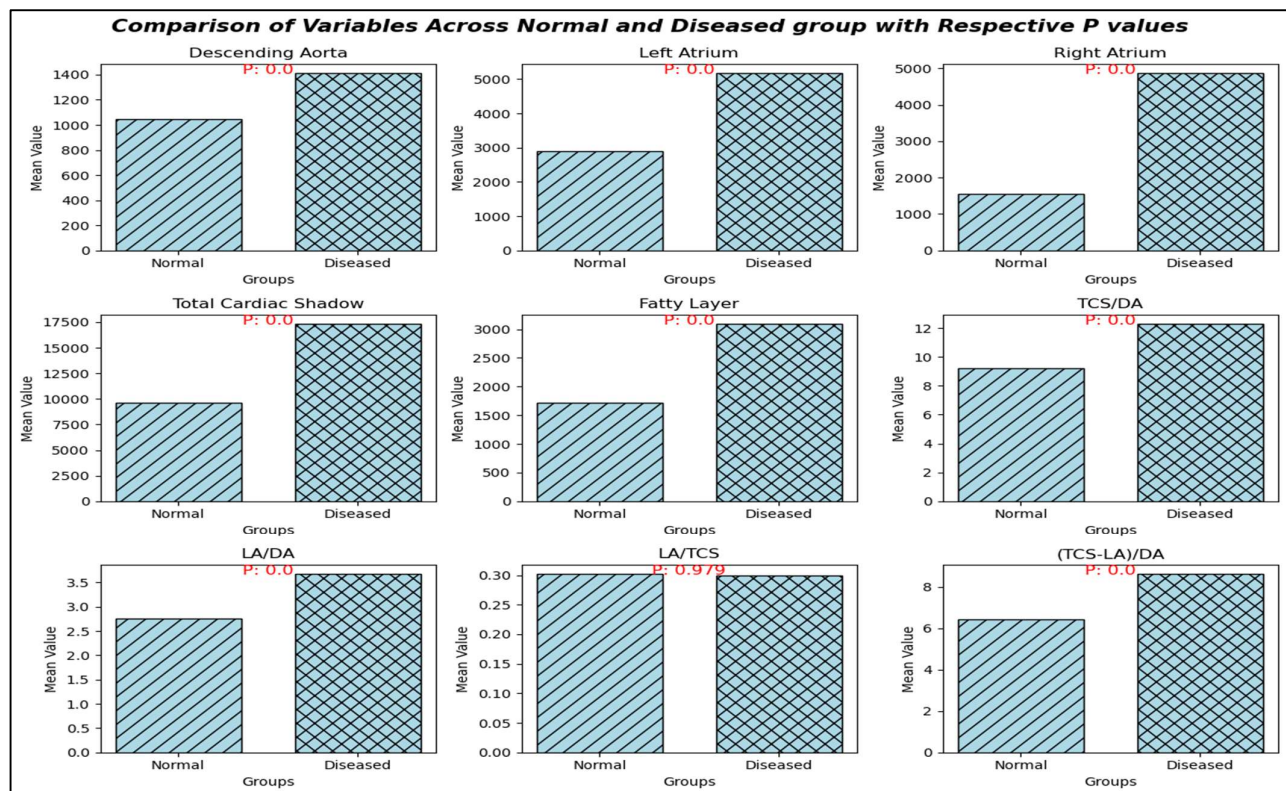 Comparison of Variables Across Normal and Diseased group with Respective P values
Descending Aorta
P: 0.0
1400
1200
1000
800
600
400
200
0
Mean Value
Normal
Diseased
Groups
Left Atrium
P: 0.0
5000
4000
3000
2000
1000
0
Mean Value
Normal
Diseased
Groups
Right Atrium
P: 0.0
5000
4000
3000
2000
1000
0
Mean Value
Normal
Diseased
Groups
Total Cardiac Shadow
P: 0.0
17500
15000
12500
10000
7500
5000
2500
0
Mean Value
Normal
Diseased
Groups
Fatty Layer
P: 0.0
3000
2500
2000
1500
1000
500
0
Mean Value
Normal
Diseased
Groups
TCS/DA
P: 0.0
12
10
8
6
4
2
0
Mean Value
Normal
Diseased
Groups
LA/DA
P: 0.0
3.5
3.0
2.5
2.0
1.5
1.0
0.5
0.0
Mean Value
Normal
Diseased
Groups
LA/TCS
P: 0.979
0.30
0.25
0.20
0.15
0.10
0.05
0.00
Mean Value
Normal
Diseased
Groups
(TCS-LA)/DA
P: 0.0
8
6
4
2
0
Mean Value
Normal
Diseased
Groups